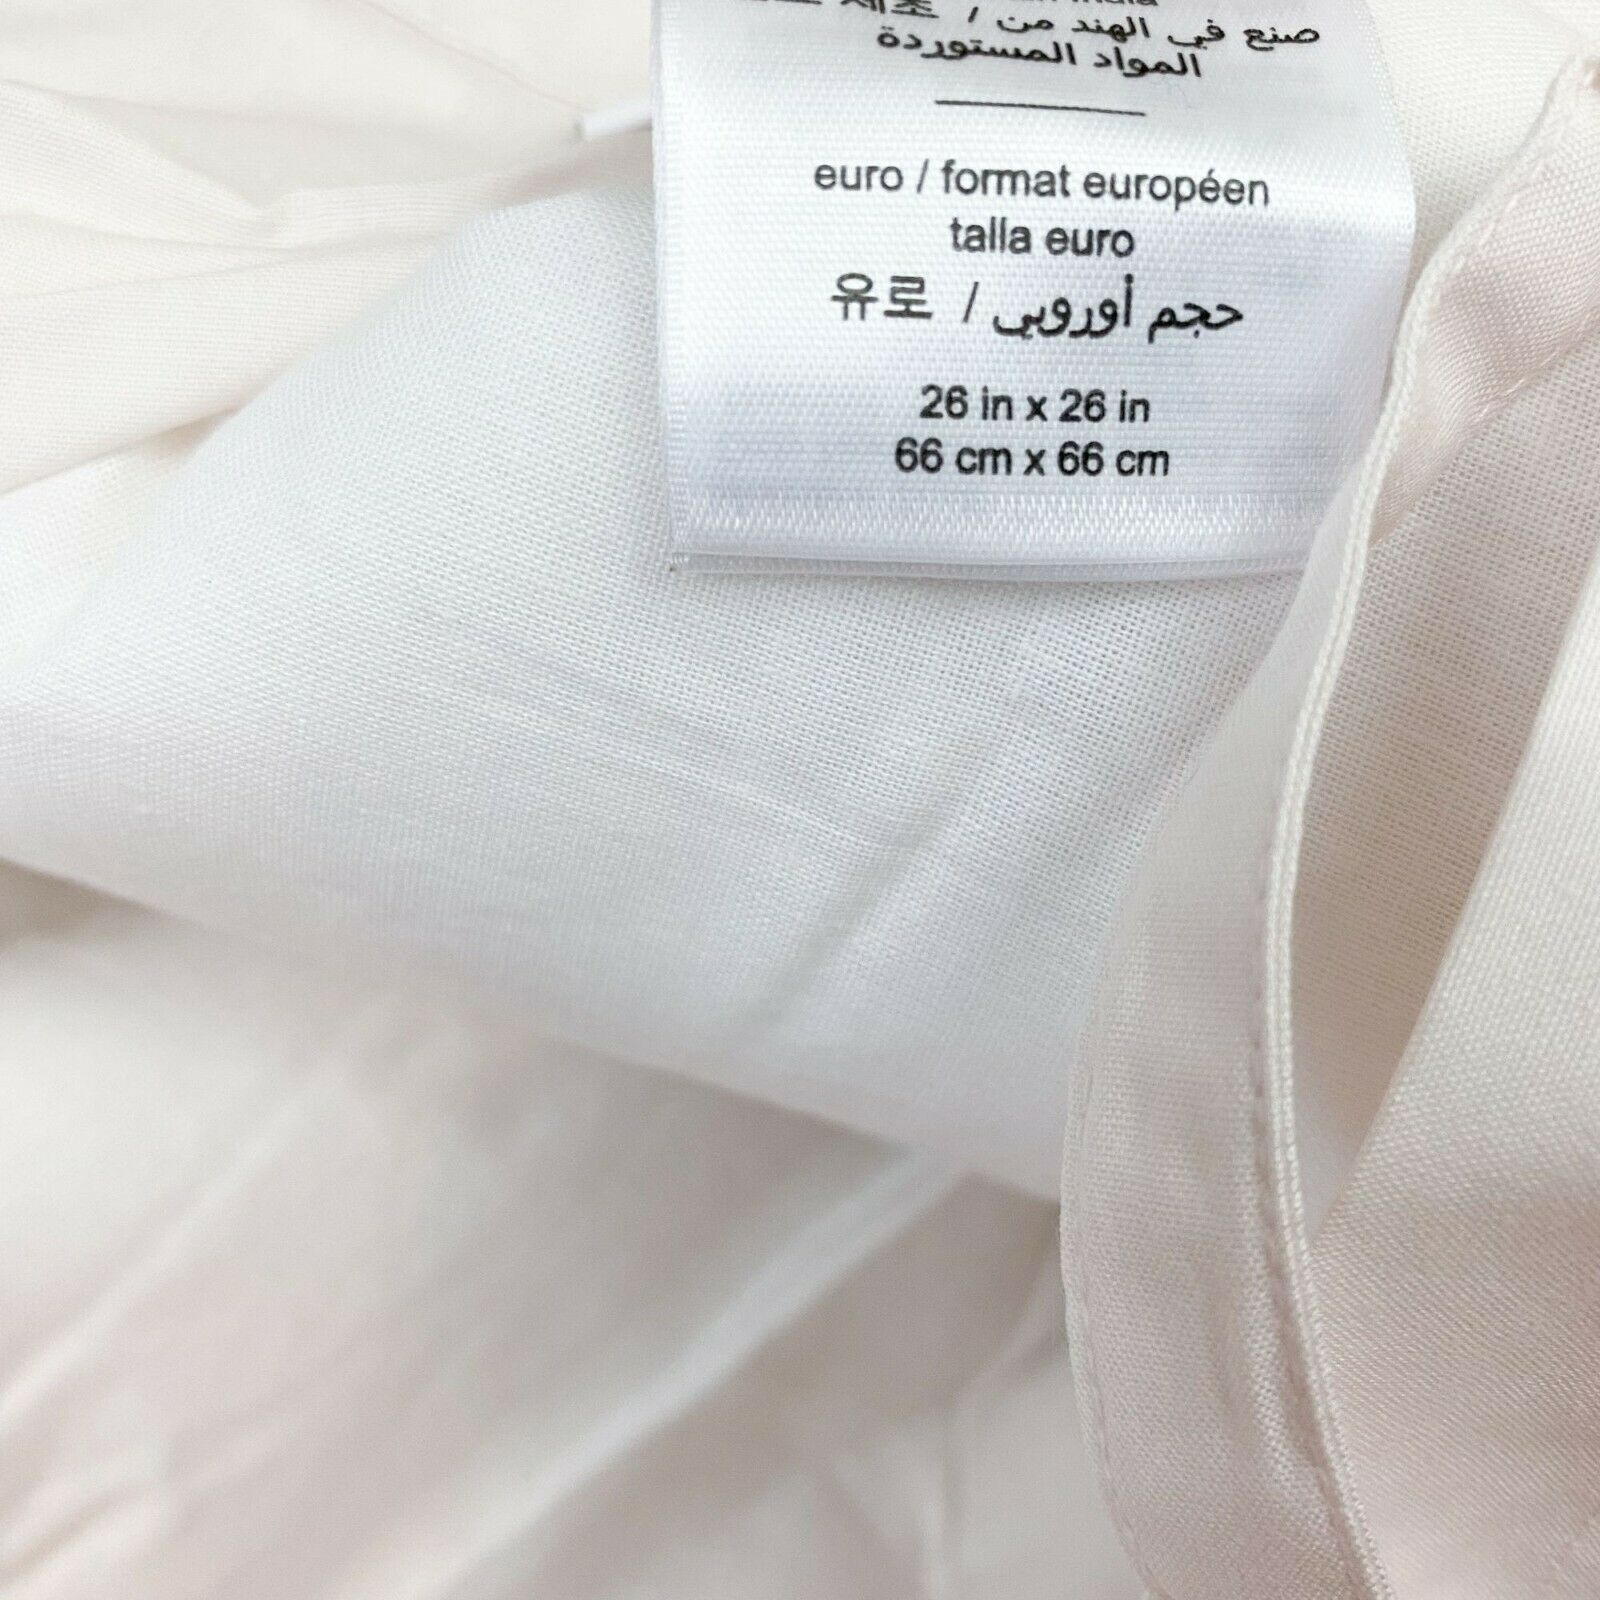 India
صنع في الهند من /
المواد المستوردة
euro / format européen
talla euro
유로 / حجم أوروبي
26 in x 26 in
66 cm x 66 cm